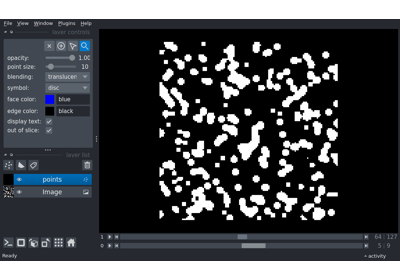 File View Window Plugins Help
layer controls
opacity: 1.00
point size: 10
blending: translucen
symbol: disc
face color: blue
edge color: black
display text:
out of slice:
layer list
points
Image
1 64 127
0 5 9
Ready
activity